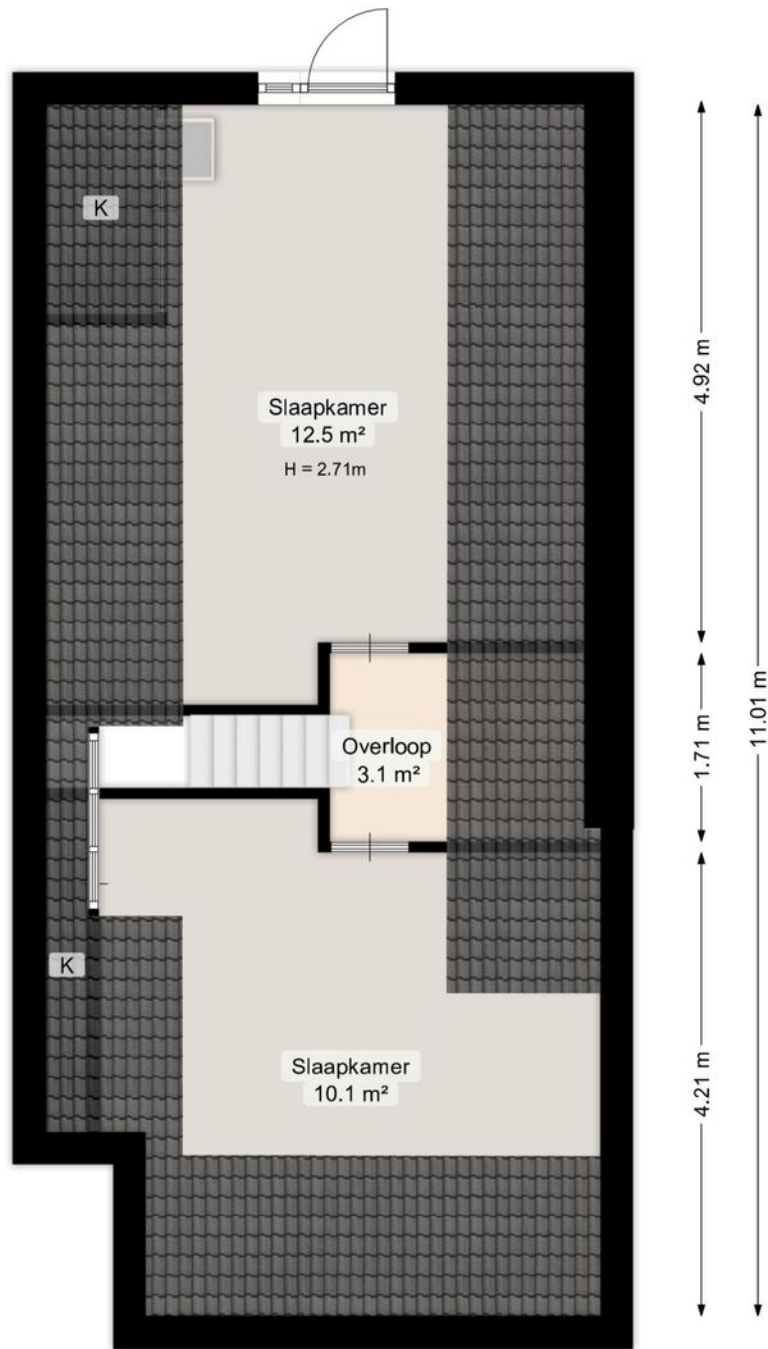 K
Slaapkamer
12.5 m²
H = 2.71m
4.92 m
Overloop
3.1 m²
1.71 m
11.01 m
K
Slaapkamer
10.1 m²
4.21 m